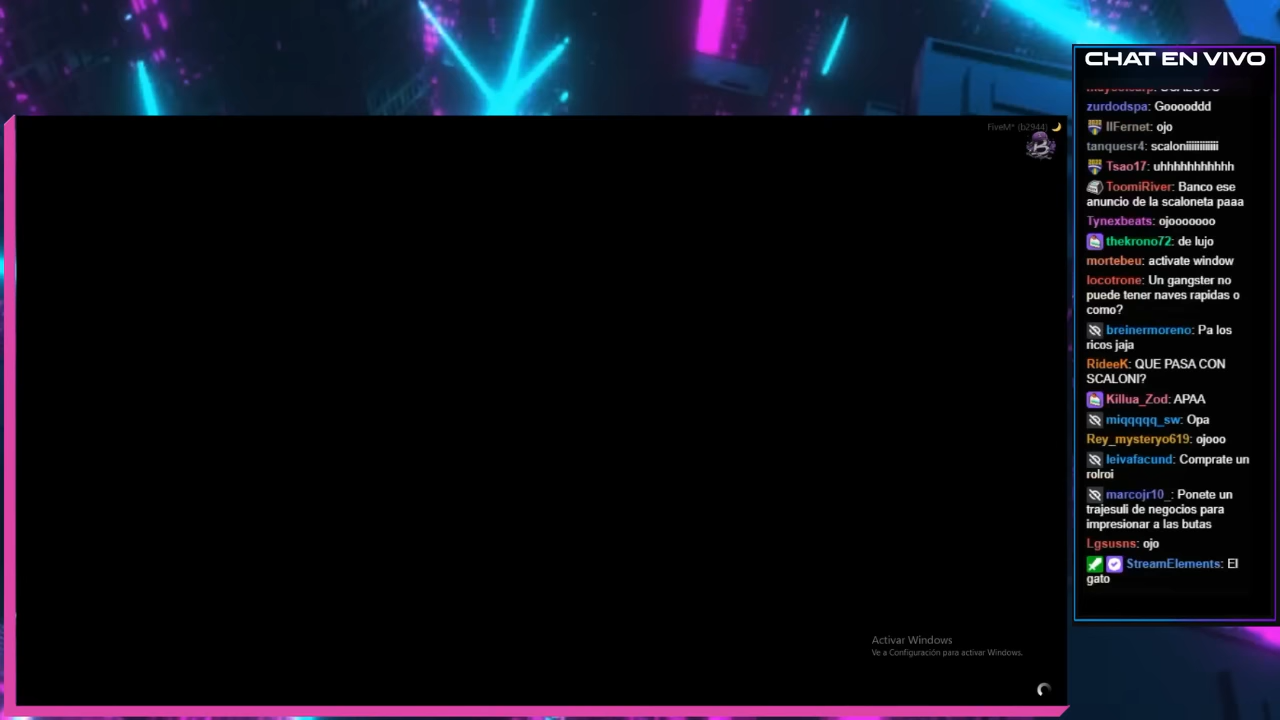 CHAT EN VIVO
zurdodspa: Gooooddd
IlFernet: ojo
tanquesr4: scaloniiiiiiiiiiiii
Tsao17: uhhhhhhhhhhh
ToomiRiver: Banco ese
anuncio de la scaloneta paaa
Tynexbeats: ojooooooo
thekrono72: de lujo
mortebeu: activate window
locotrone: Un gangster no
puede tener naves rapidas o
como?
breinermoreno: Pa los
ricos jaja
RideeK: QUE PASA CON
SCALONI?
Killua_Zod: APAA
miqqqqq_sw: Opa
Rey_mysteryo619: ojooo
leivafacund: Comprate un
rolroi
marcojr10_: Ponete un
trajesuli de negocios para
impresionar a las butas
Lgsusns: ojo
StreamElements: El
gato
FiveM* (b2944)
Activar Windows
Ve a Configuración para activar Windows.